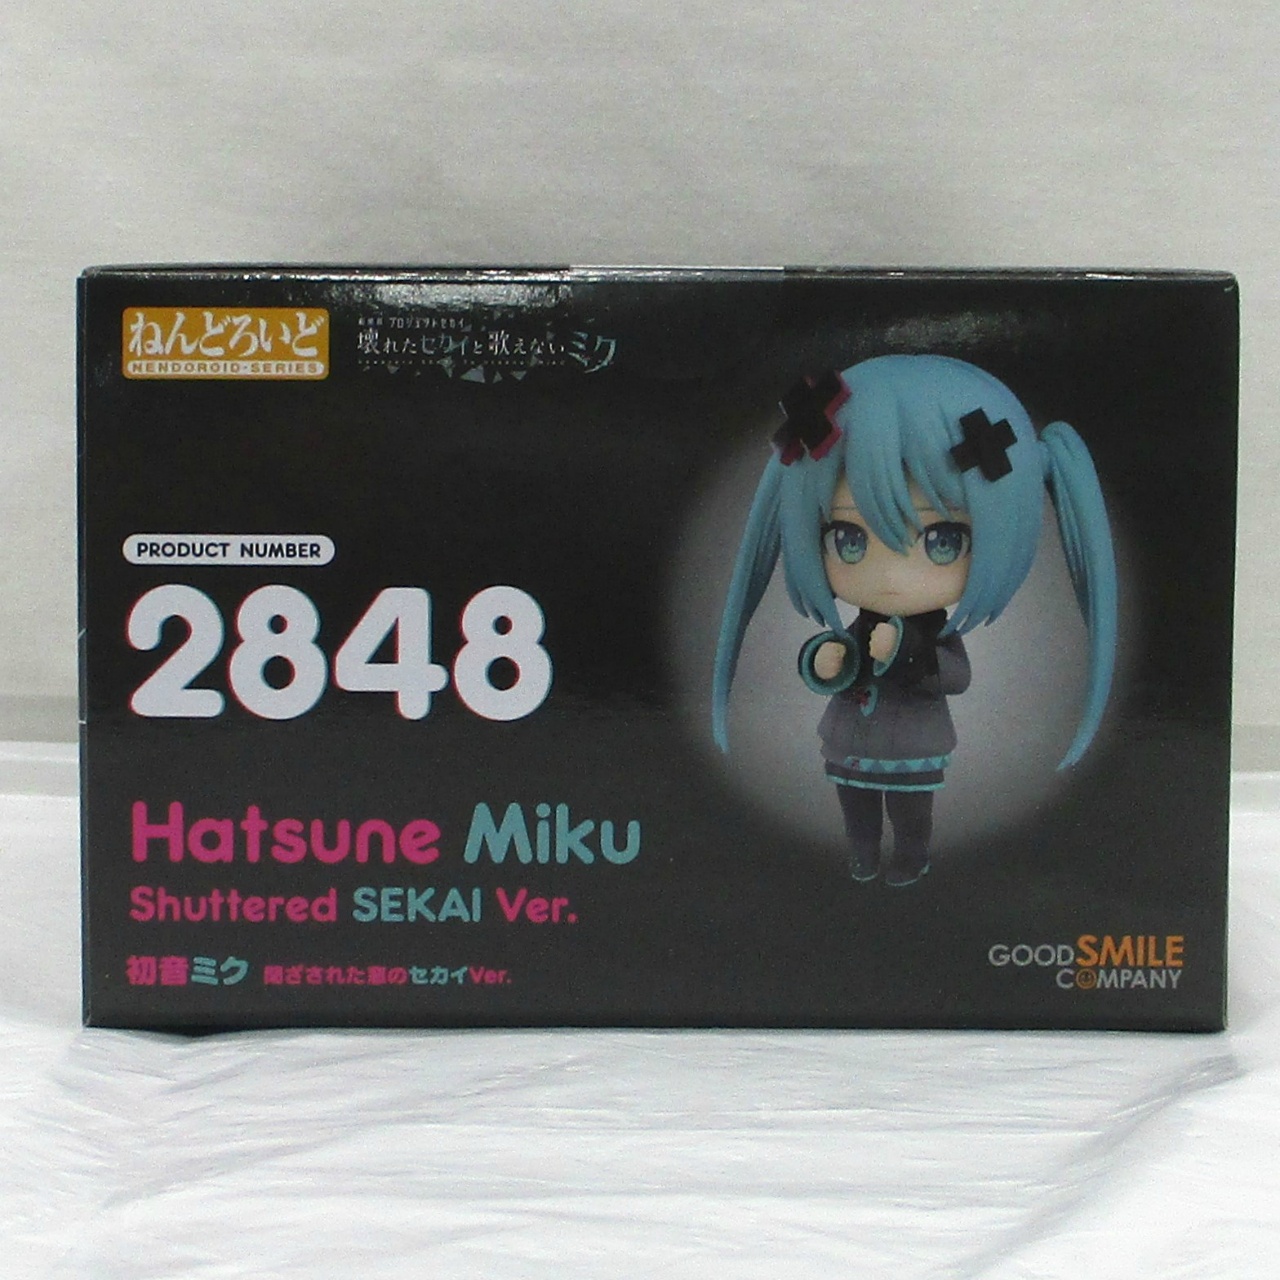 ねんどろいど
NENDOROID·SERIES
劇場版 プロジェクトセカイ
壊れたセカイと歌えないミク
PRODUCT NUMBER
2848
Hatsune Miku
Shuttered SEKAI Ver.
初音ミク 閉ざされた窓のセカイVer.
GOOD SMILE
COMPANY